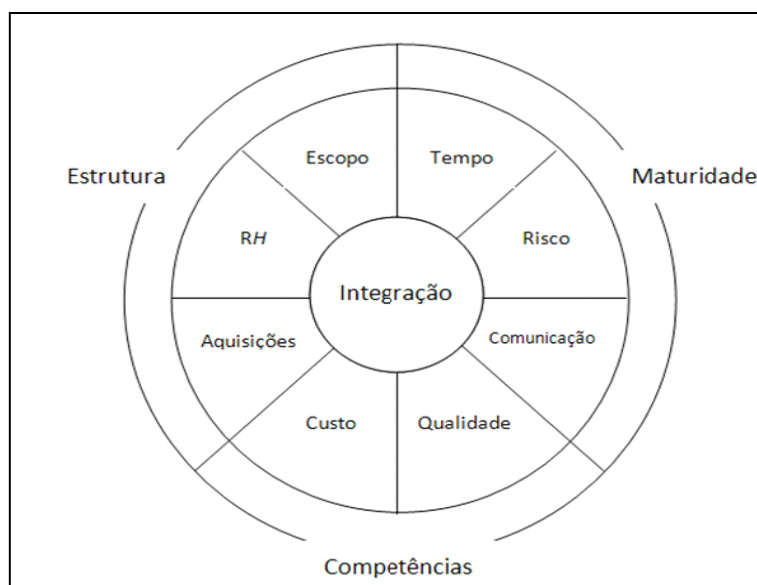 Escopo
Tempo
Estrutura
Maturidade
RH
Risco
Integração
Aquisições
Comunicação
Custo
Qualidade
Competências